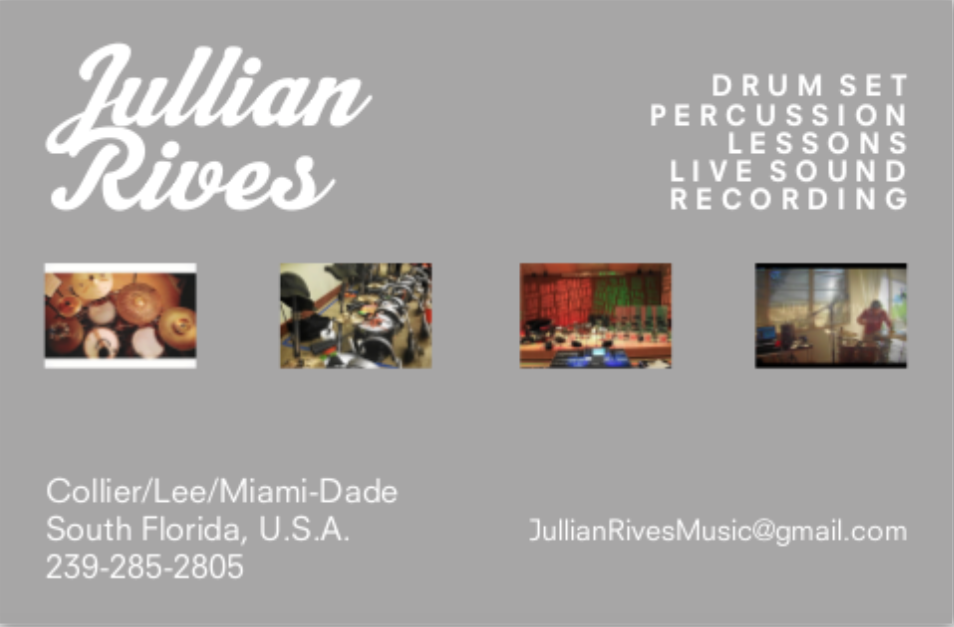 Jullian
Rives
DRUM SET
PERCUSSION
LESSONS
LIVE SOUND
RECORDING
Collier/Lee/Miami-Dade
South Florida, U.S.A.
239-285-2805
JullianRivesMusic@gmail.com